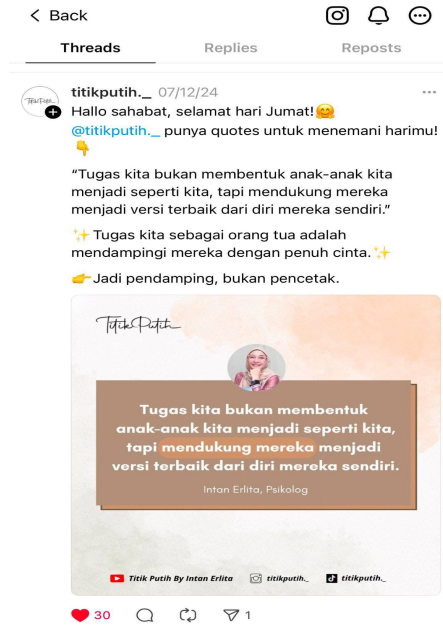 Back
Threads Replies Reposts
titikputih._ 07/12/24
Hallo sahabat, selamat hari Jumat!🤗
@titikputih._ punya quotes untuk menemani harimu!
👇
“Tugas kita bukan membentuk anak-anak kita
menjadi seperti kita, tapi mendukung mereka
menjadi versi terbaik dari diri mereka sendiri.”
✨Tugas kita sebagai orang tua adalah
mendampingi mereka dengan penuh cinta.✨
👉Jadi pendamping, bukan pencetak.
Titik Putih
Tugas kita bukan membentuk
anak-anak kita menjadi seperti kita,
tapi mendukung mereka menjadi
versi terbaik dari diri mereka sendiri.
Intan Erlita, Psikolog
Titik Putih By Intan Erlita titikputih._ titikputih._
30 1